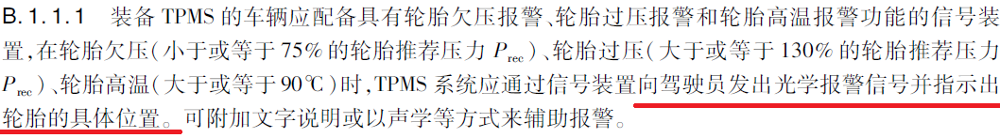 B.1.1.1 装备 TPMS 的车辆应配备具有轮胎欠压报警、轮胎过压报警和轮胎高温报警功能的信号装
置,在轮胎欠压(小于或等于 75% 的轮胎推荐压力 Prec)、轮胎过压(大于或等于 130% 的轮胎推荐压力
Prec)、轮胎高温(大于或等于 90℃)时,TPMS 系统应通过信号装置向驾驶员发出光学报警信号并指示出
轮胎的具体位置。可附加文字说明或以声学等方式来辅助报警。